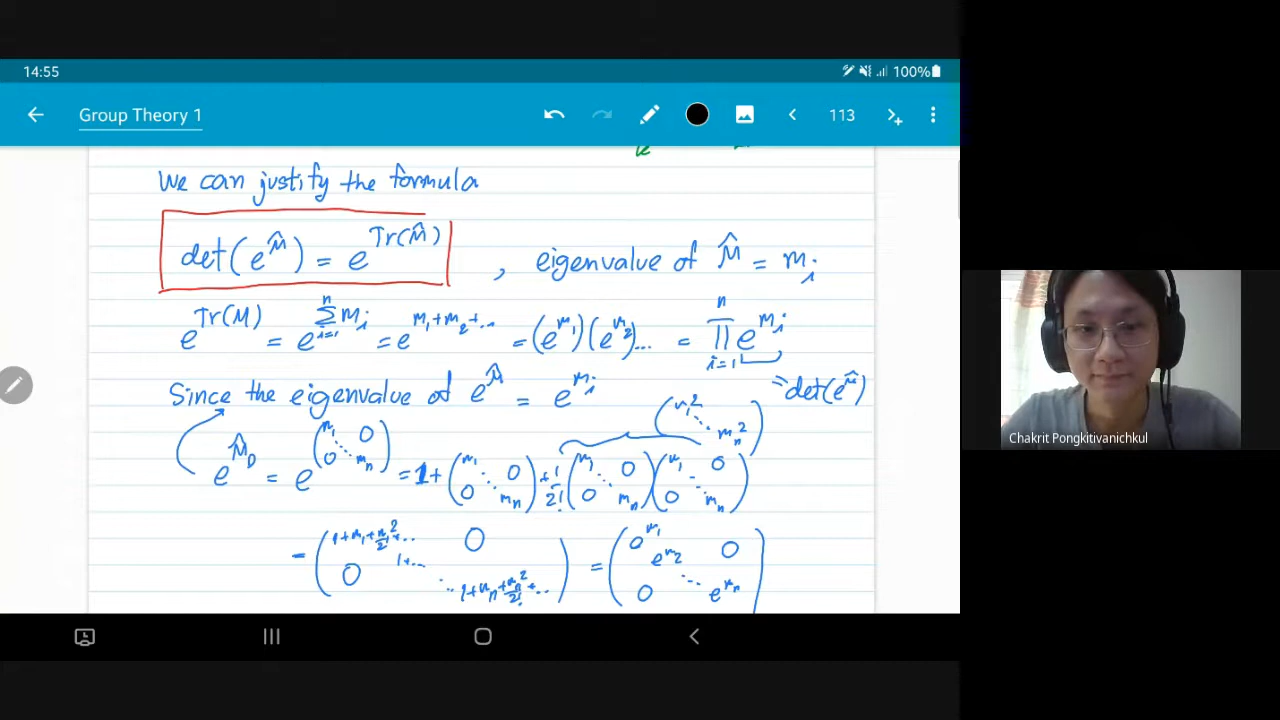 14:55
100%
Group Theory 1
113
We can justify the formula
det(e^M̂) = e^Tr(M̂) , eigenvalue of M̂ = m_i
e^Tr(M) = e^{∑_{i=1}^{n} m_i} = e^{m_1+m_2+..} = (e^{m_1})(e^{m_2})... = ∏_{i=1}^{n} e^{m_i}
= det(e^M̂)
Since the eigenvalue of e^M̂ = e^{m_i}
(m_1^2 ⋱ m_n^2)
e^{M̂_D} = e^{(m_1 0 ⋱ 0 m_n)} = 1 + (m_1 0 ⋱ 0 m_n) + 1/2! (m_1 0 ⋱ 0 m_n)(m_1 0 ⋱ 0 m_n)
= (1+m_1+m_1^2/2!+.. 0 1+... 0 ⋱ 1+m_n+m_n^2/2!+..) = (e^{m_1} e^{m_2} 0 ⋱ 0 e^{m_n})
Chakrit Pongkitivanichkul